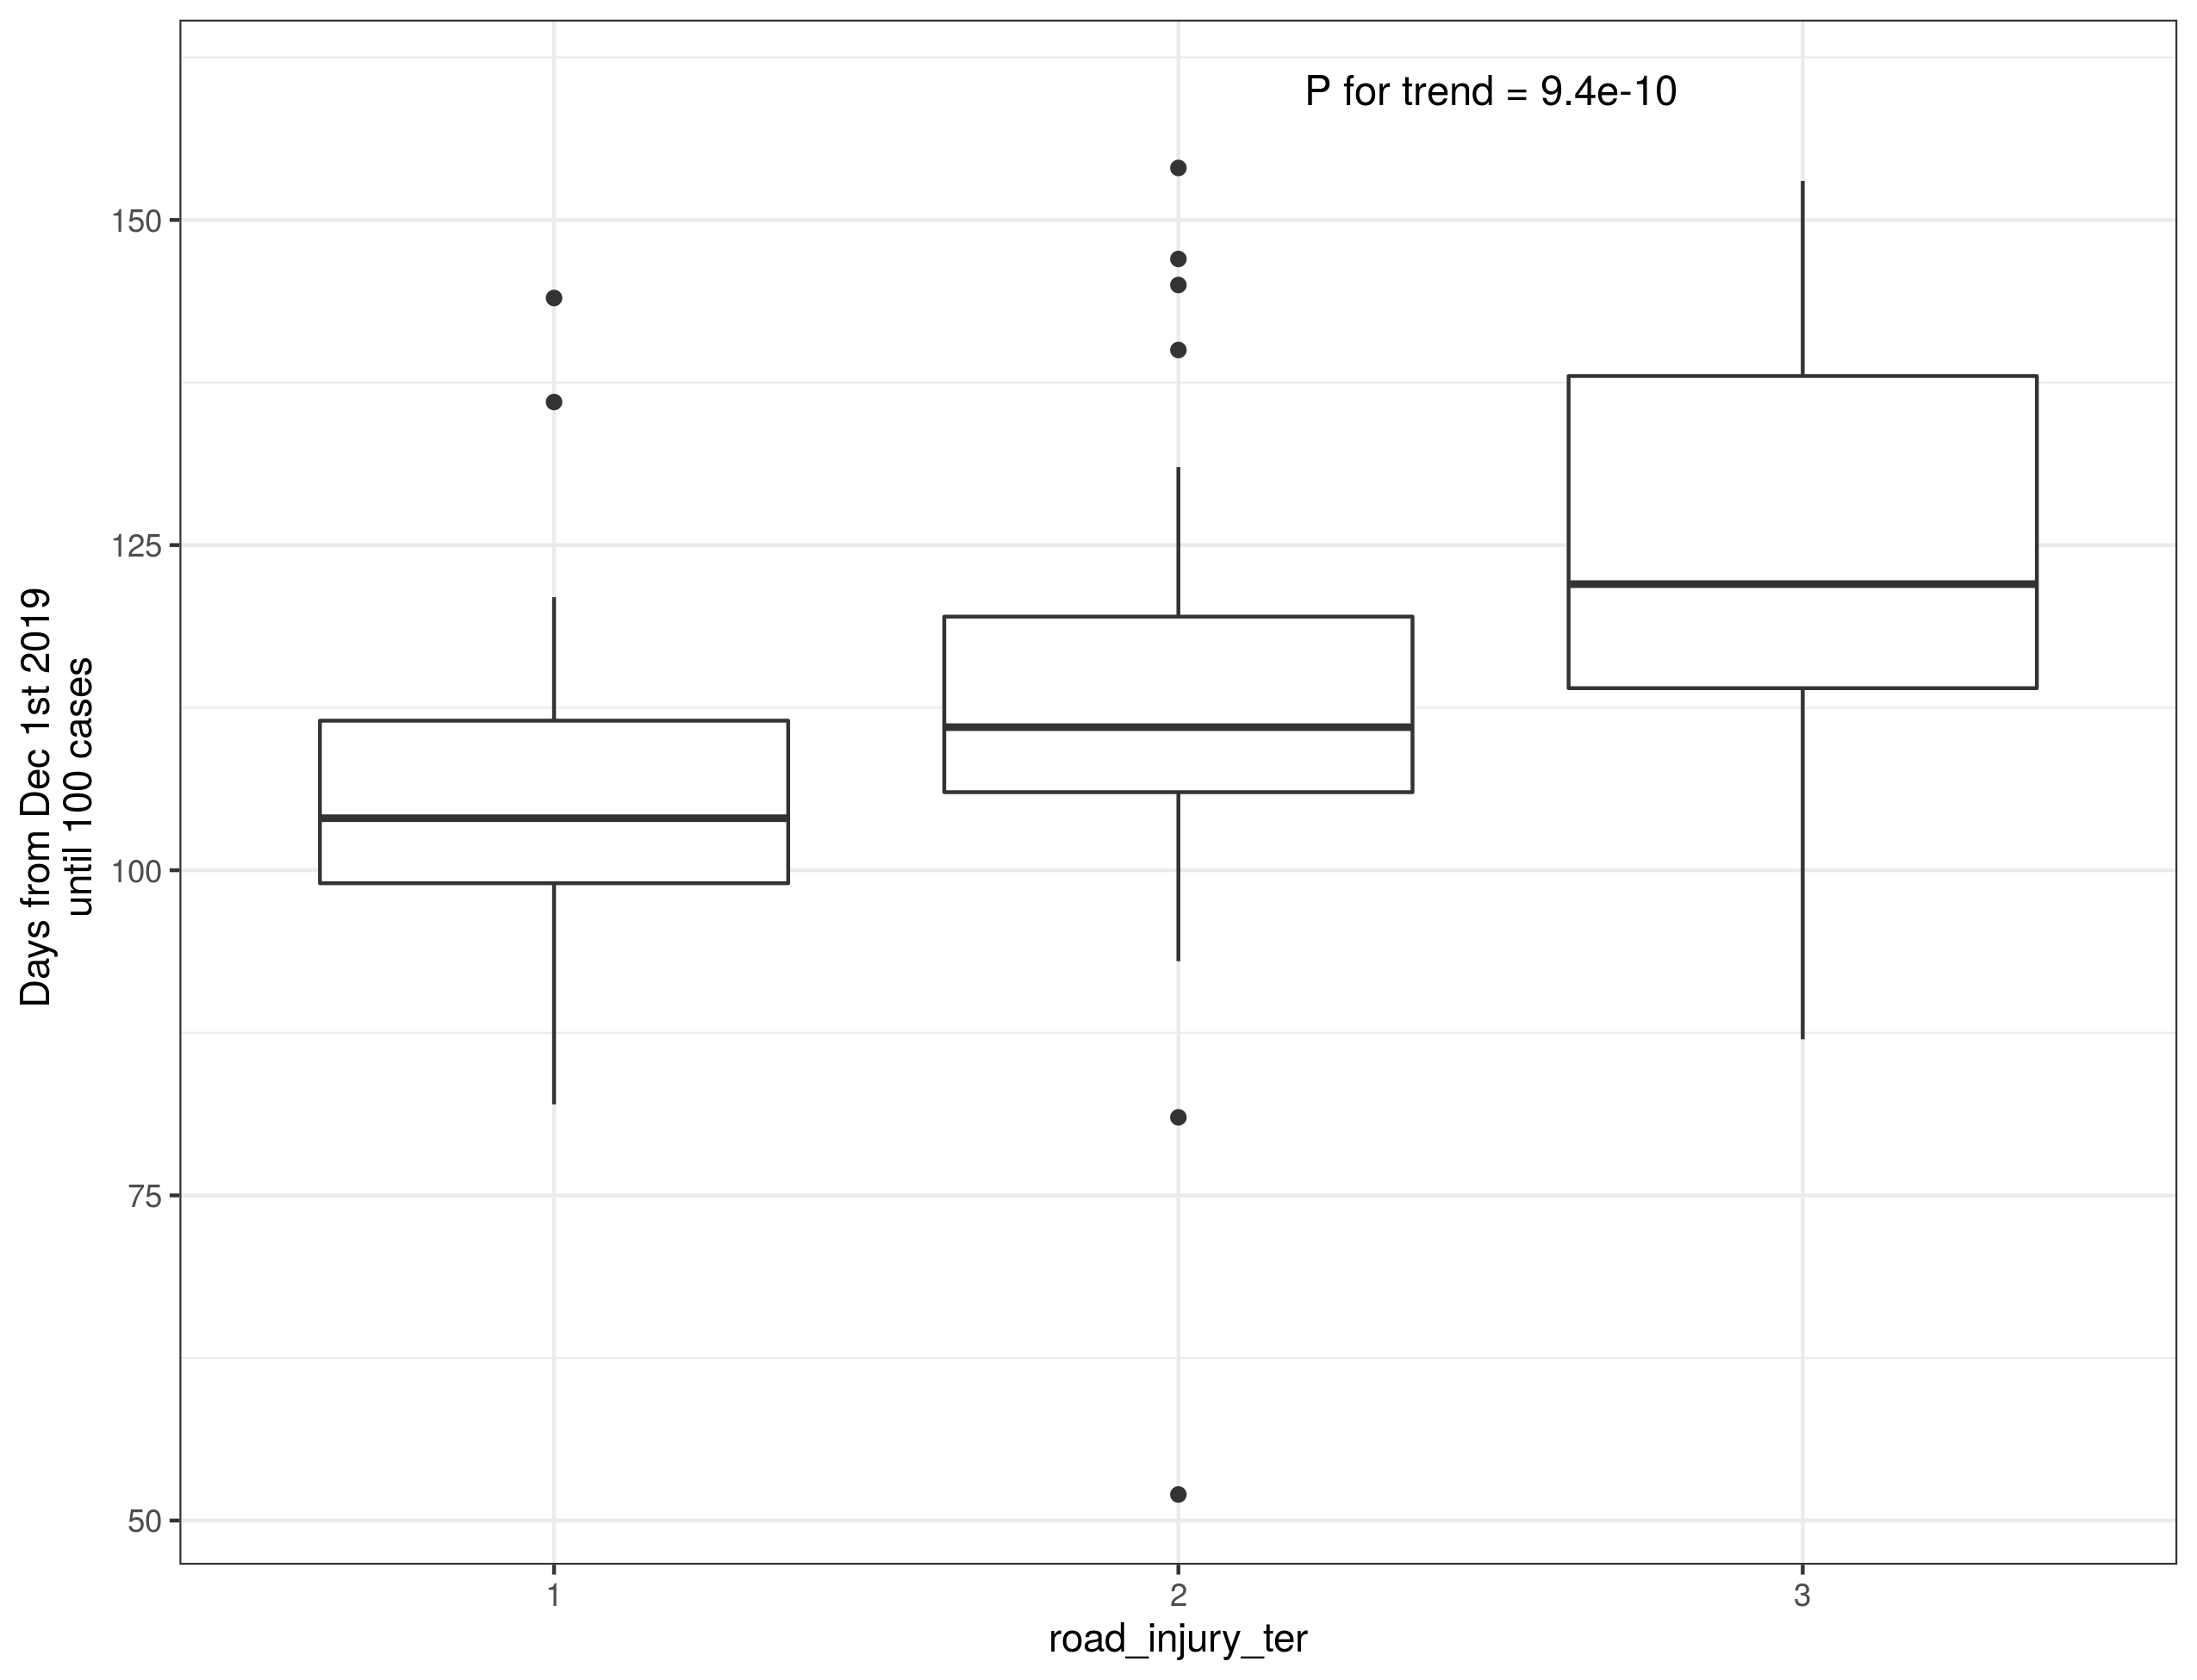 P for trend = 9.4e-10
Days from Dec 1st 2019
until 100 cases
150
125
100
75
50
1
2
3
road_injury_ter